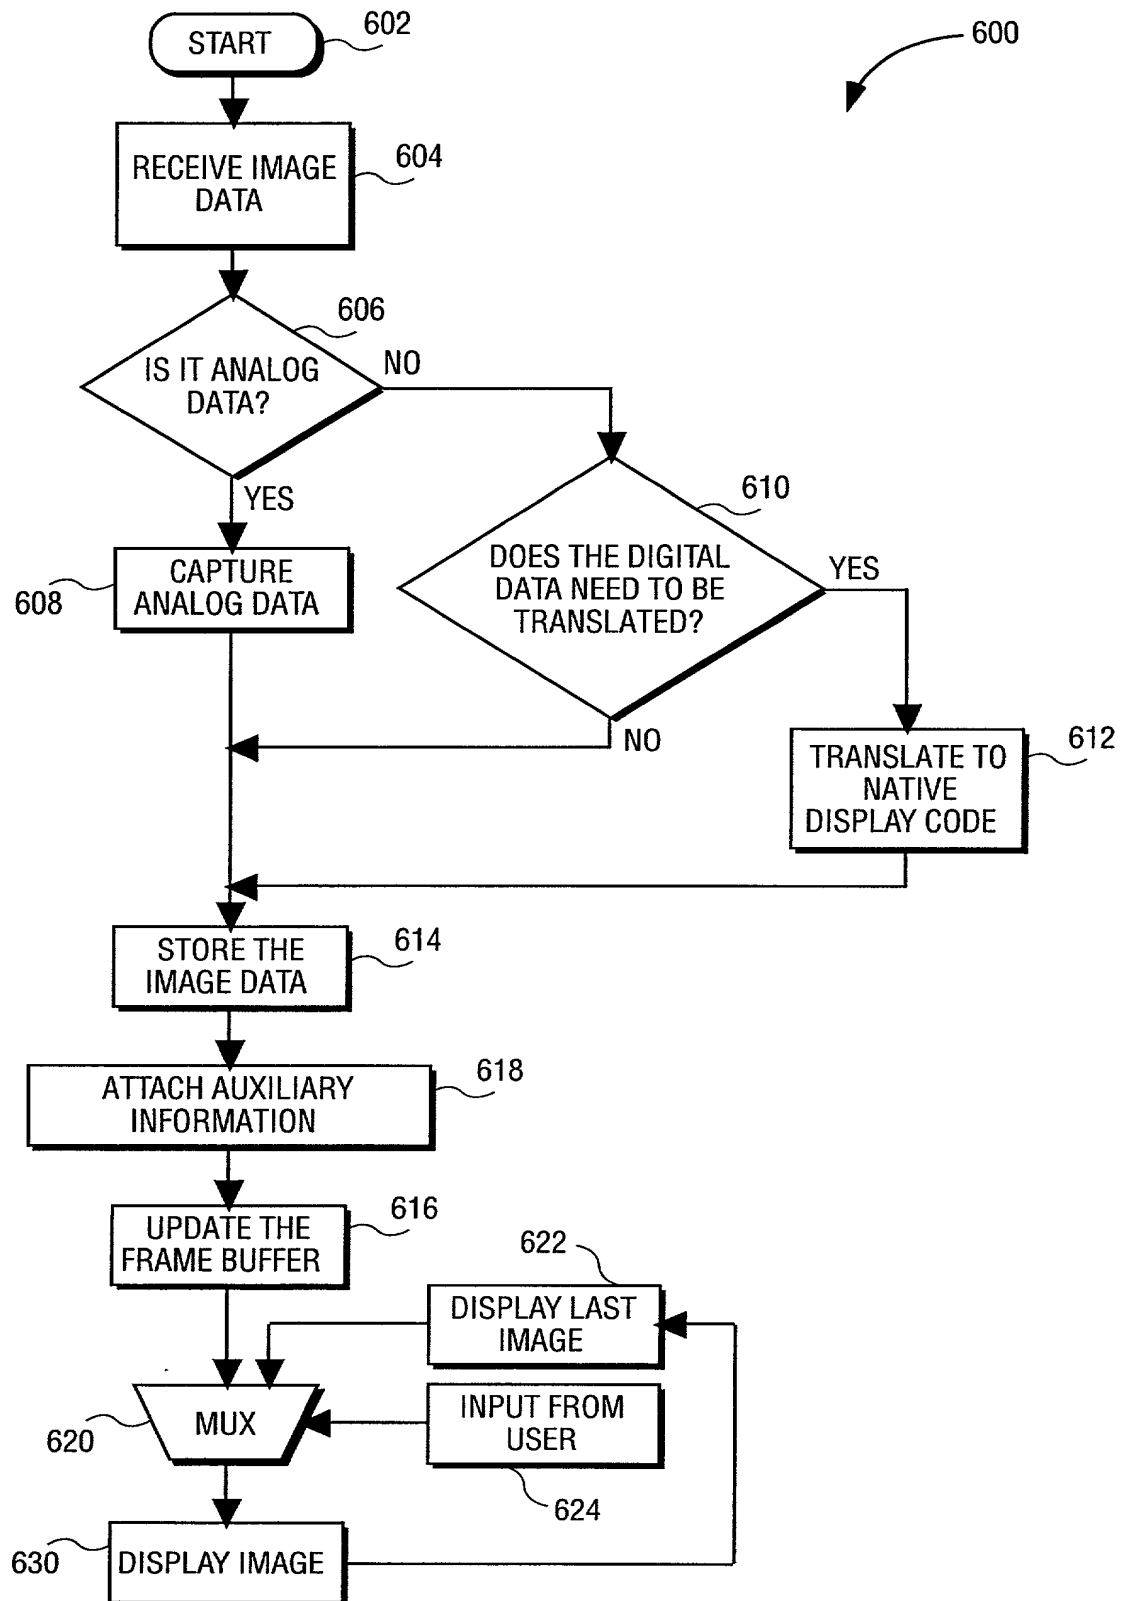 START
602
600
RECEIVE IMAGE
DATA
604
606
IS IT ANALOG
DATA?
NO
YES
610
DOES THE DIGITAL
DATA NEED TO BE
TRANSLATED?
YES
NO
CAPTURE
ANALOG DATA
608
TRANSLATE TO
NATIVE
DISPLAY CODE
612
STORE THE
IMAGE DATA
614
ATTACH AUXILIARY
INFORMATION
618
UPDATE THE
FRAME BUFFER
616
622
DISPLAY LAST
IMAGE
MUX
620
INPUT FROM
USER
624
DISPLAY IMAGE
630